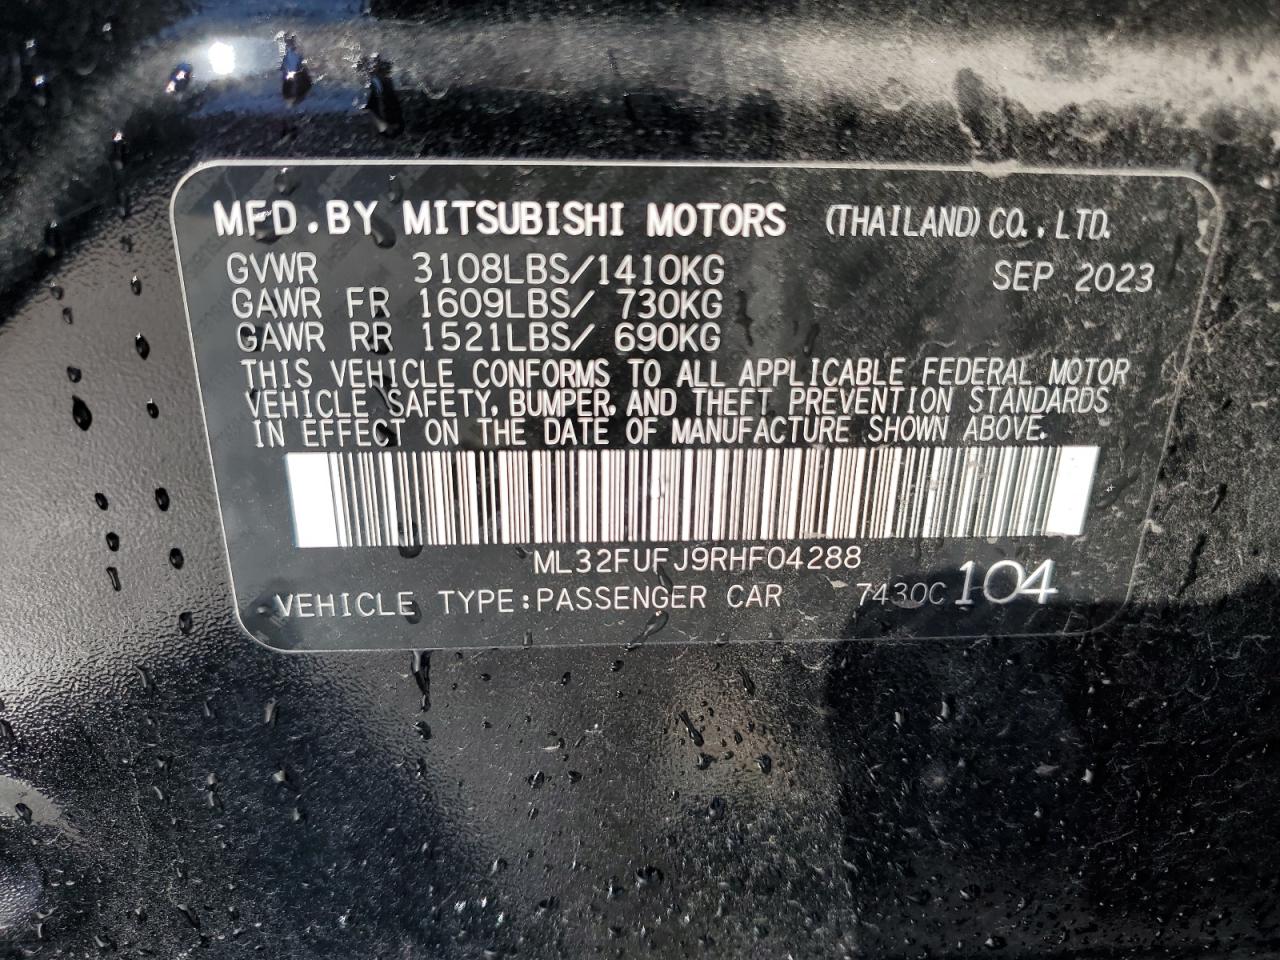 MFD.BY MITSUBISHI MOTORS (THAILAND) CO.,LTD.
GVWR 3108LBS/1410KG SEP 2023
GAWR FR 1609LBS/ 730KG
GAWR RR 1521LBS/ 690KG
THIS VEHICLE CONFORMS TO ALL APPLICABLE FEDERAL MOTOR
VEHICLE SAFETY, BUMPER, AND THEFT PREVENTION STANDARDS
IN EFFECT ON THE DATE OF MANUFACTURE SHOWN ABOVE.
ML32FUFJ9RHF04288
VEHICLE TYPE:PASSENGER CAR 7430C 104